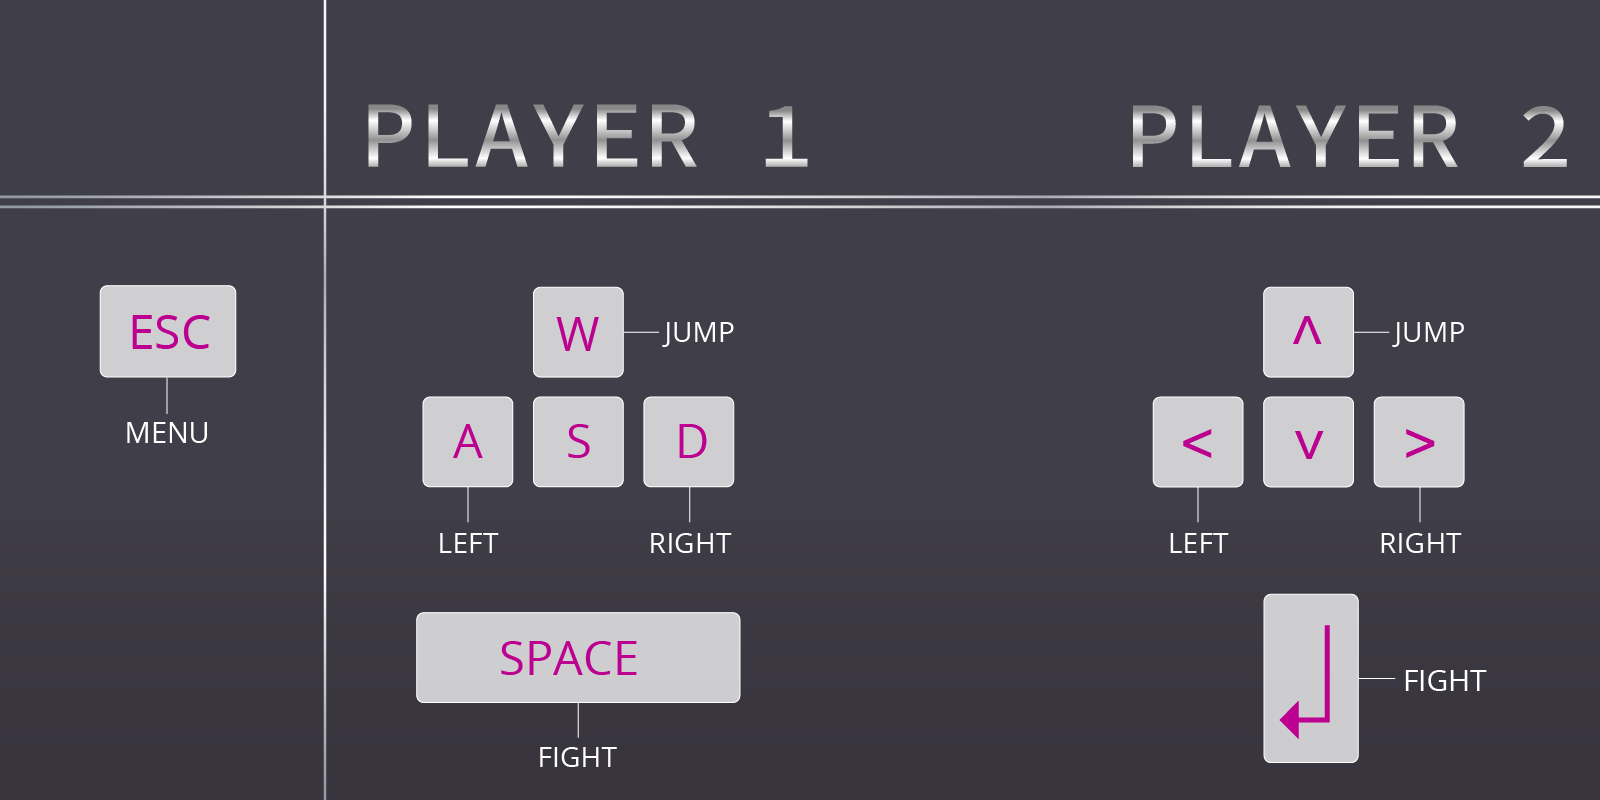 PLAYER 1
PLAYER 2
ESC
MENU
W
JUMP
A S D
LEFT RIGHT
SPACE
FIGHT
^
JUMP
< v >
LEFT RIGHT
FIGHT